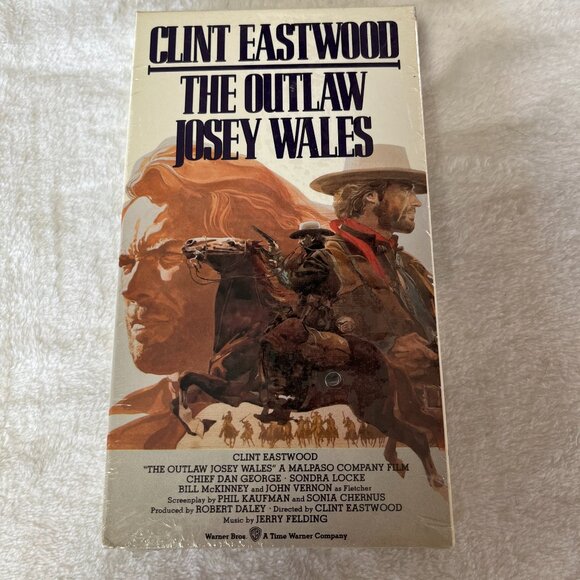 CLINT EASTWOOD
THE OUTLAW
JOSEY WALES
CLINT EASTWOOD
"THE OUTLAW JOSEY WALES" A MALPASO COMPANY FILM
CHIEF DAN GEORGE · SONDRA LOCKE
BILL McKINNEY and JOHN VERNON as Fletcher
Screenplay by PHIL KAUFMAN and SONIA CHERNUS
Produced by ROBERT DALEY · Directed by CLINT EASTWOOD
Music by JERRY FELDING
Warner Bros. WB A Time Warner Company